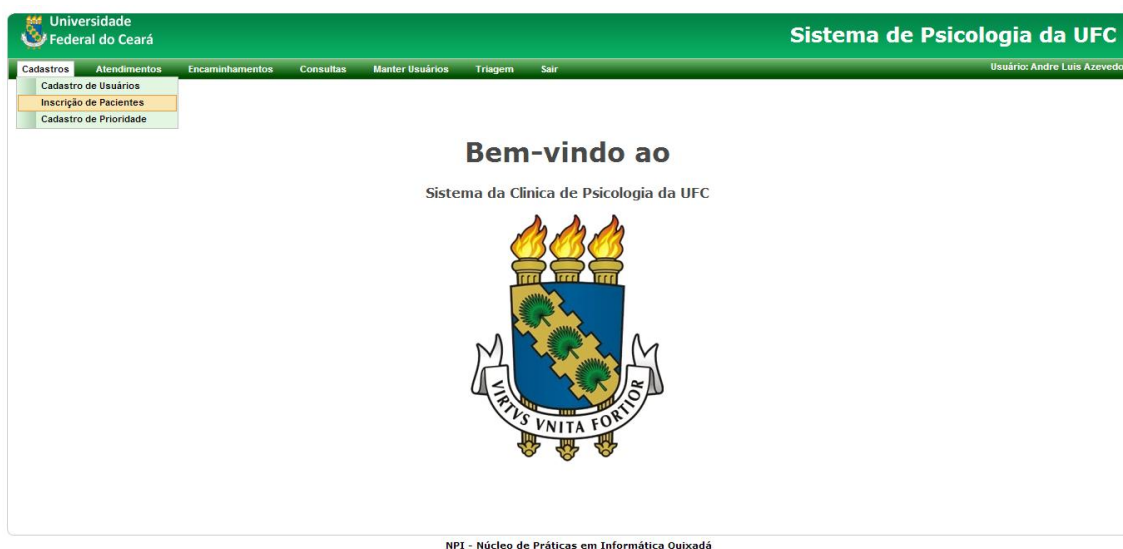 Universidade
Federal do Ceará
Sistema de Psicologia da UFC
Cadastros Atendimentos Encaminhamentos Consultas Manter Usuários Triagem Sair Usuário: Andre Luis Azevedo
Cadastro de Usuários
Inscrição de Pacientes
Cadastro de Prioridade
Bem-vindo ao
Sistema da Clinica de Psicologia da UFC
VIRTVS VNITA FORTIOR
NPI - Núcleo de Práticas em Informática Quixadá